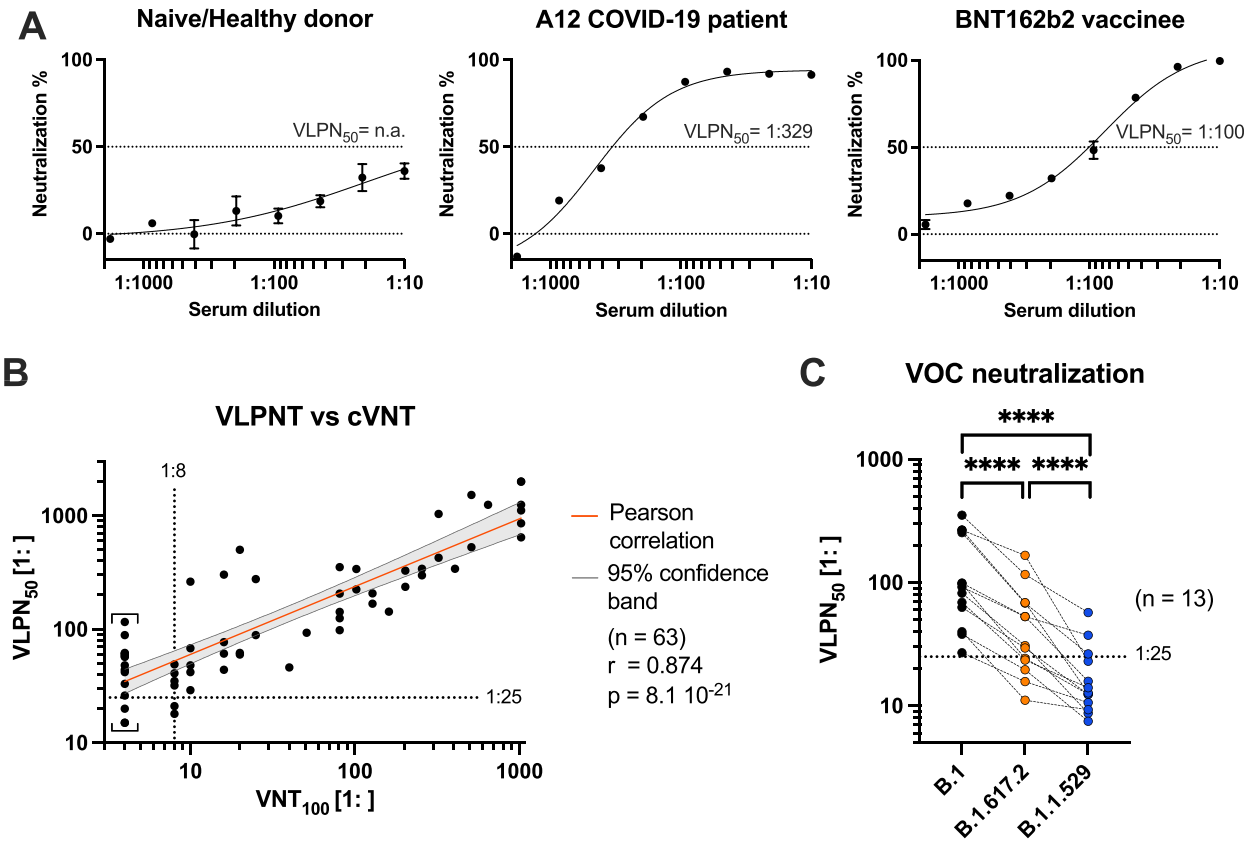 A
Naive/Healthy donor
Neutralization %
100
50
0
VLPN50= n.a.
1:1000
1:100
1:10
Serum dilution
A12 COVID-19 patient
Neutralization %
100
50
0
VLPN50= 1:329
1:1000
1:100
1:10
Serum dilution
BNT162b2 vaccinee
Neutralization %
100
50
0
VLPN50= 1:100
1:1000
1:100
1:10
Serum dilution
B
VLPNT vs cVNT
VLPN50 [1: ]
1000
100
10
1:8
1:25
10
100
1000
VNT100 [1: ]
Pearson
correlation
95% confidence
band
(n = 63)
r = 0.874
p = 8.1 10-21
C
VOC neutralization
****
**** ****
VLPN50 [1: ]
1000
100
10
(n = 13)
1:25
B.1
B.1.617.2
B.1.1.529